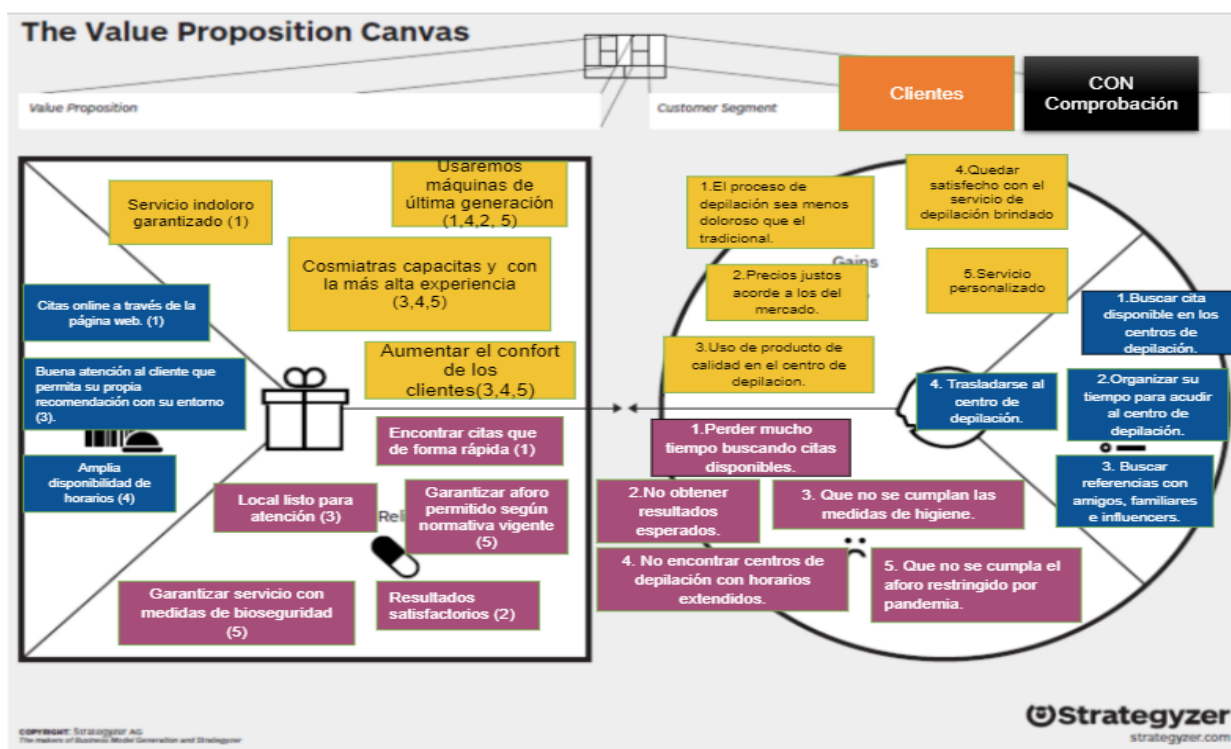 The Value Proposition Canvas
Value Proposition
Customer Segment
Clientes
CON
Comprobación
Servicio indoloro
garantizado (1)
Usaremos
máquinas de
última generación
(1,4,2, 5)
Cosmiatras capacitas y con
la más alta experiencia
(3,4,5)
Citas online a través de la
página web. (1)
Buena atención al cliente que
permita su propia
recomendación con su entorno
(3).
Aumentar el confort
de los
clientes(3,4,5)
Amplia
disponibilidad de
horarios (4)
Encontrar citas que
de forma rápida (1)
Local listo para
atención (3)
Garantizar aforo
permitido según
normativa vigente
(5)
Garantizar servicio con
medidas de bioseguridad
(5)
Resultados
satisfactorios (2)
1.El proceso de
depilación sea menos
doloroso que el
tradicional.
4.Quedar
satisfecho con el
servicio de
depilación brindado
Gains
2.Precios justos
acorde a los del
mercado.
5.Servicio
personalizado
3.Uso de producto de
calidad en el centro de
depilacion.
1.Buscar cita
disponible en los
centros de
depilación.
4. Trasladarse al
centro de
depilación.
2.Organizar su
tiempo para acudir
al centro de
depilación.
3. Buscar
referencias con
amigos, familiares
e influencers.
1.Perder mucho
tiempo buscando citas
disponibles.
2.No obtener
resultados
esperados.
3. Que no se cumplan las
medidas de higiene.
4. No encontrar centros de
depilación con horarios
extendidos.
5. Que no se cumpla el
aforo restringido por
pandemia.
COPYRIGHT: Strategyzer AG
The makers of Business Model Generation and Strategyzer
Strategyzer
strategyzer.com